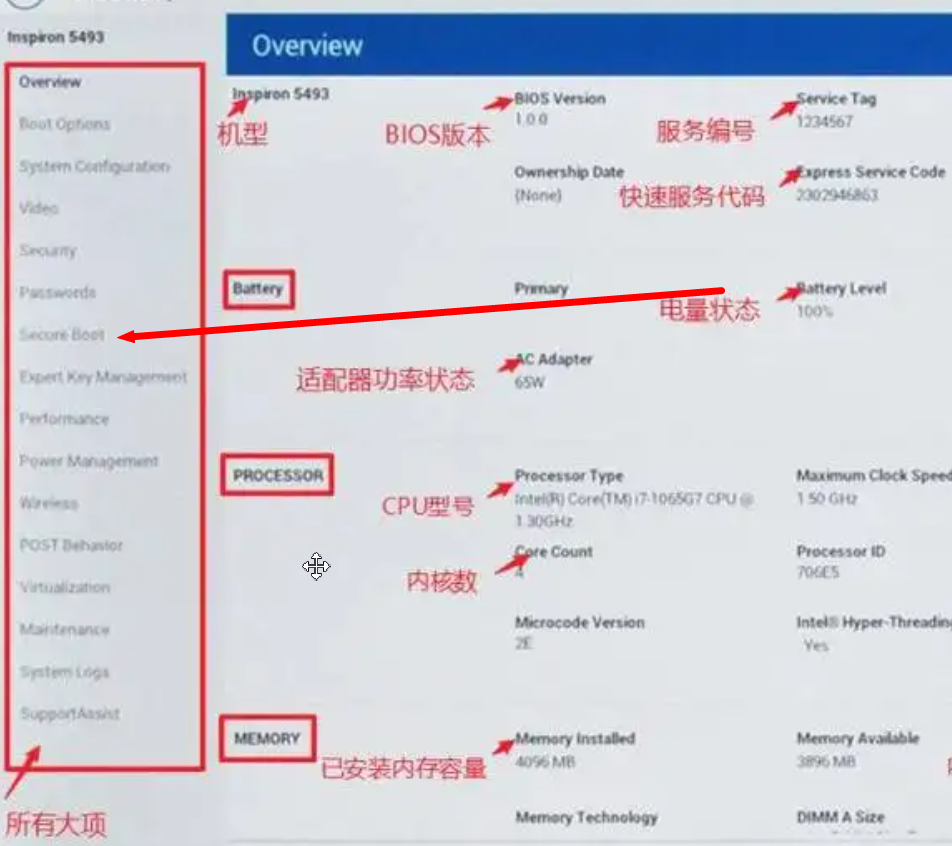 Inspiron 5493
Overview
Boot Options
System Configuration
Video
Security
Passwords
Secure Boot
Expert Key Management
Performance
Power Management
Wireless
POST Behavior
Virtualization
Maintenance
System Logs
SupportAssist
所有大项
Overview
Inspiron 5493
机型
BIOS Version
1.0.0
BIOS版本
Service Tag
1234567
服务编号
Ownership Date
(None)
Express Service Code
2302946863
快速服务代码
Battery
Primary
Battery Level
100%
电量状态
AC Adapter
65W
适配器功率状态
PROCESSOR
Processor Type
Intel(R) Core(TM) i7-1065G7 CPU @
1.30GHz
CPU型号
Maximum Clock Speed
1.50 GHz
Core Count
4
内核数
Processor ID
706E5
Microcode Version
2E
Intel® Hyper-Threading
Yes
MEMORY
Memory Installed
4096 MB
已安装内存容量
Memory Available
3896 MB
Memory Technology
DIMM A Size